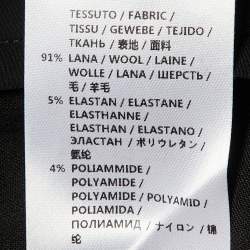 TESSUTO / FABRIC /
TISSU / GEWEBE / TEJIDO /
ТКАНЬ / 表地 / 面料
91% LANA / WOOL / LAINE /
WOLLE / LANA / ШЕРСТЬ /
毛 / 羊毛
5% ELASTAN / ELASTANE /
ELASTHANNE /
ELASTHAN / ELASTANO /
ЭЛАСТАН / ポリウレタン /
氨纶
4% POLIAMMIDE /
POLYAMIDE /
POLYAMIDE / POLYAMID /
POLIAMIDA /
ПОЛИАМИД / ナイロン / 锦
纶